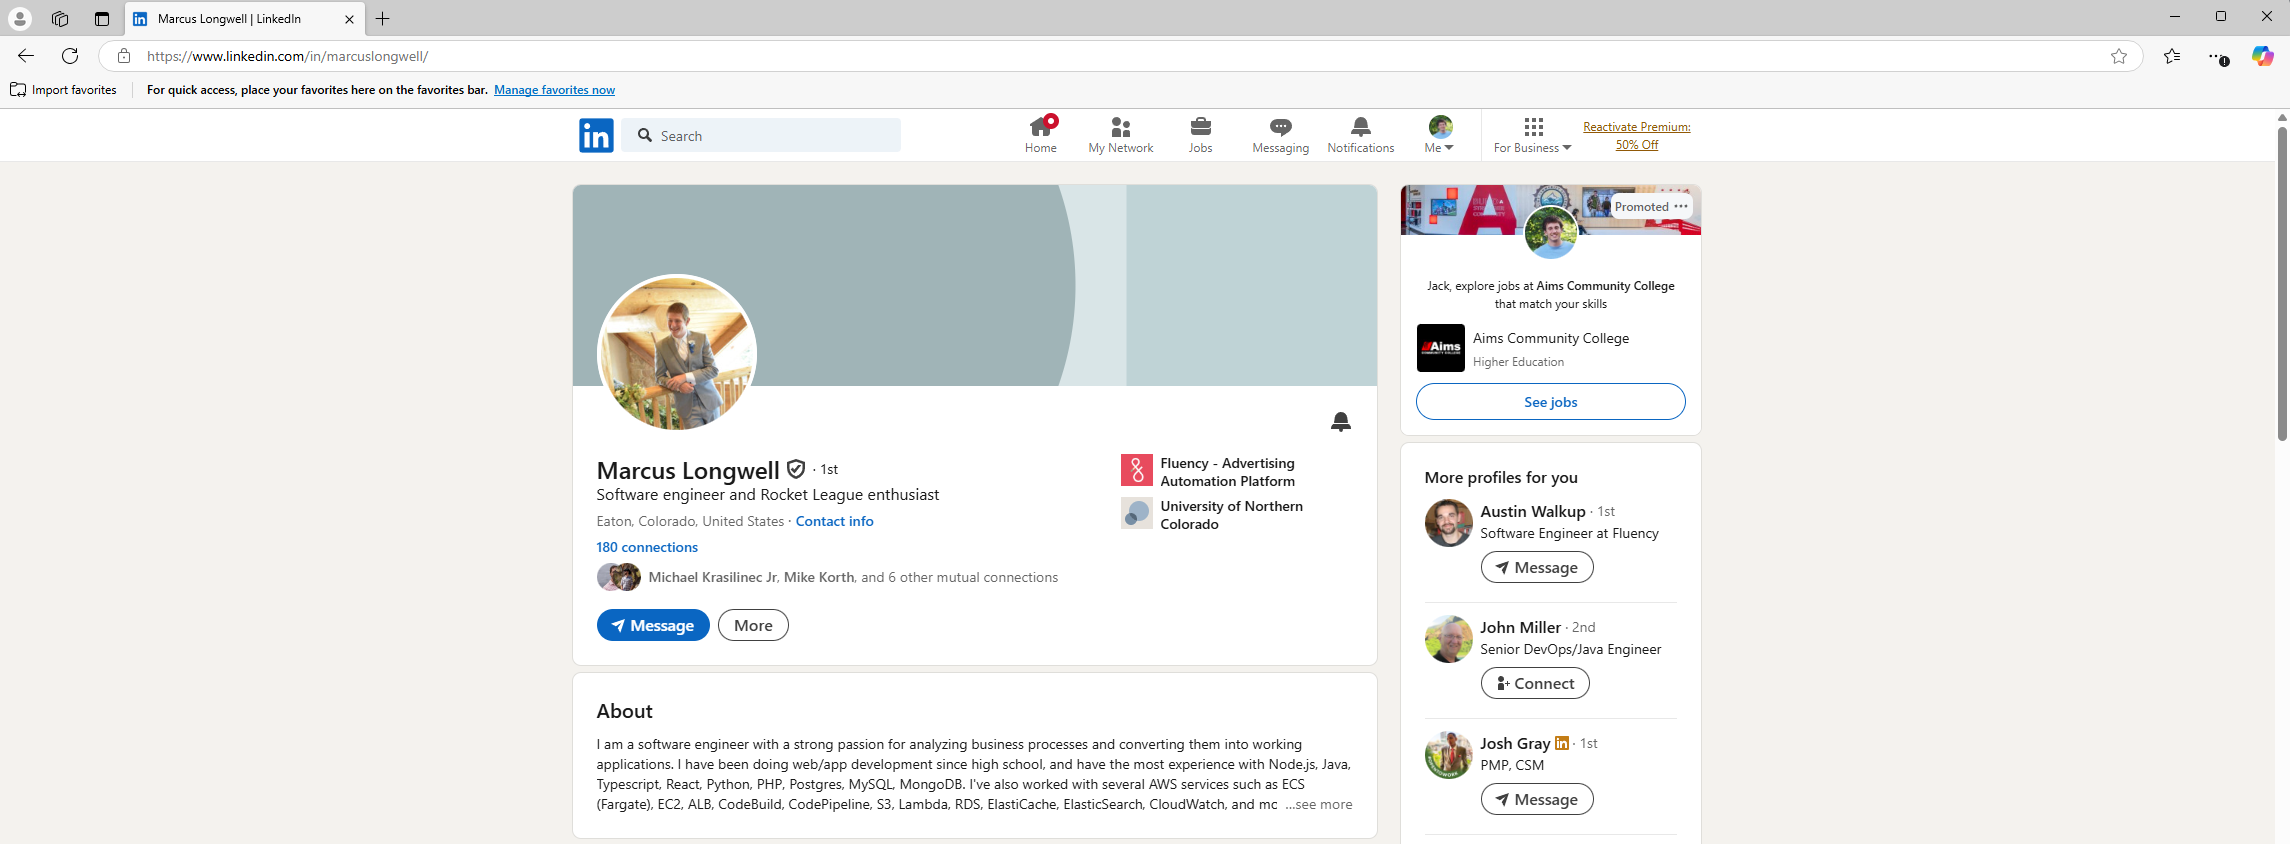 Marcus Longwell | LinkedIn
https://www.linkedin.com/in/marcuslongwell/
Import favorites
For quick access, place your favorites here on the favorites bar. Manage favorites now
in
Search
Home
My Network
Jobs
Messaging
Notifications
Me
For Business
Reactivate Premium:
50% Off
Marcus Longwell · 1st
Software engineer and Rocket League enthusiast
Eaton, Colorado, United States · Contact info
180 connections
Michael Krasilinec Jr, Mike Korth, and 6 other mutual connections
Message
More
Fluency - Advertising
Automation Platform
University of Northern
Colorado
About
I am a software engineer with a strong passion for analyzing business processes and converting them into working
applications. I have been doing web/app development since high school, and have the most experience with Node.js, Java,
Typescript, React, Python, PHP, Postgres, MySQL, MongoDB. I've also worked with several AWS services such as ECS
(Fargate), EC2, ALB, CodeBuild, CodePipeline, S3, Lambda, RDS, ElastiCache, ElasticSearch, CloudWatch, and mc ...see more
A
Promoted
Jack, explore jobs at Aims Community College
that match your skills
Aims
COMMUNITY COLLEGE
Aims Community College
Higher Education
See jobs
More profiles for you
Austin Walkup · 1st
Software Engineer at Fluency
Message
John Miller · 2nd
Senior DevOps/Java Engineer
Connect
Josh Gray in · 1st
PMP, CSM
Message